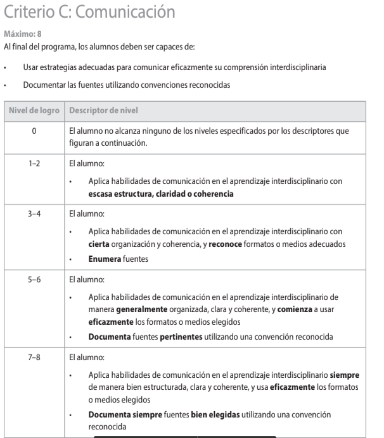 Criterio C: Comunicación
Máximo: 8
Al final del programa, los alumnos deben ser capaces de:
• Usar estrategias adecuadas para comunicar eficazmente su comprensión interdisciplinaria
• Documentar las fuentes utilizando convenciones reconocidas
Nivel de logro Descriptor de nivel
0 El alumno no alcanza ninguno de los niveles especificados por los descriptores que
figuran a continuación.
1–2 El alumno:
• Aplica habilidades de comunicación en el aprendizaje interdisciplinario con
escasa estructura, claridad o coherencia
3–4 El alumno:
• Aplica habilidades de comunicación en el aprendizaje interdisciplinario con
cierta organización y coherencia, y reconoce formatos o medios adecuados
• Enumera fuentes
5–6 El alumno:
• Aplica habilidades de comunicación en el aprendizaje interdisciplinario de
manera generalmente organizada, clara y coherente, y comienza a usar
eficazmente los formatos o medios elegidos
• Documenta fuentes pertinentes utilizando una convención reconocida
7–8 El alumno:
• Aplica habilidades de comunicación en el aprendizaje interdisciplinario siempre
de manera bien estructurada, clara y coherente, y usa eficazmente los formatos
o medios elegidos
• Documenta siempre fuentes bien elegidas utilizando una convención
reconocida